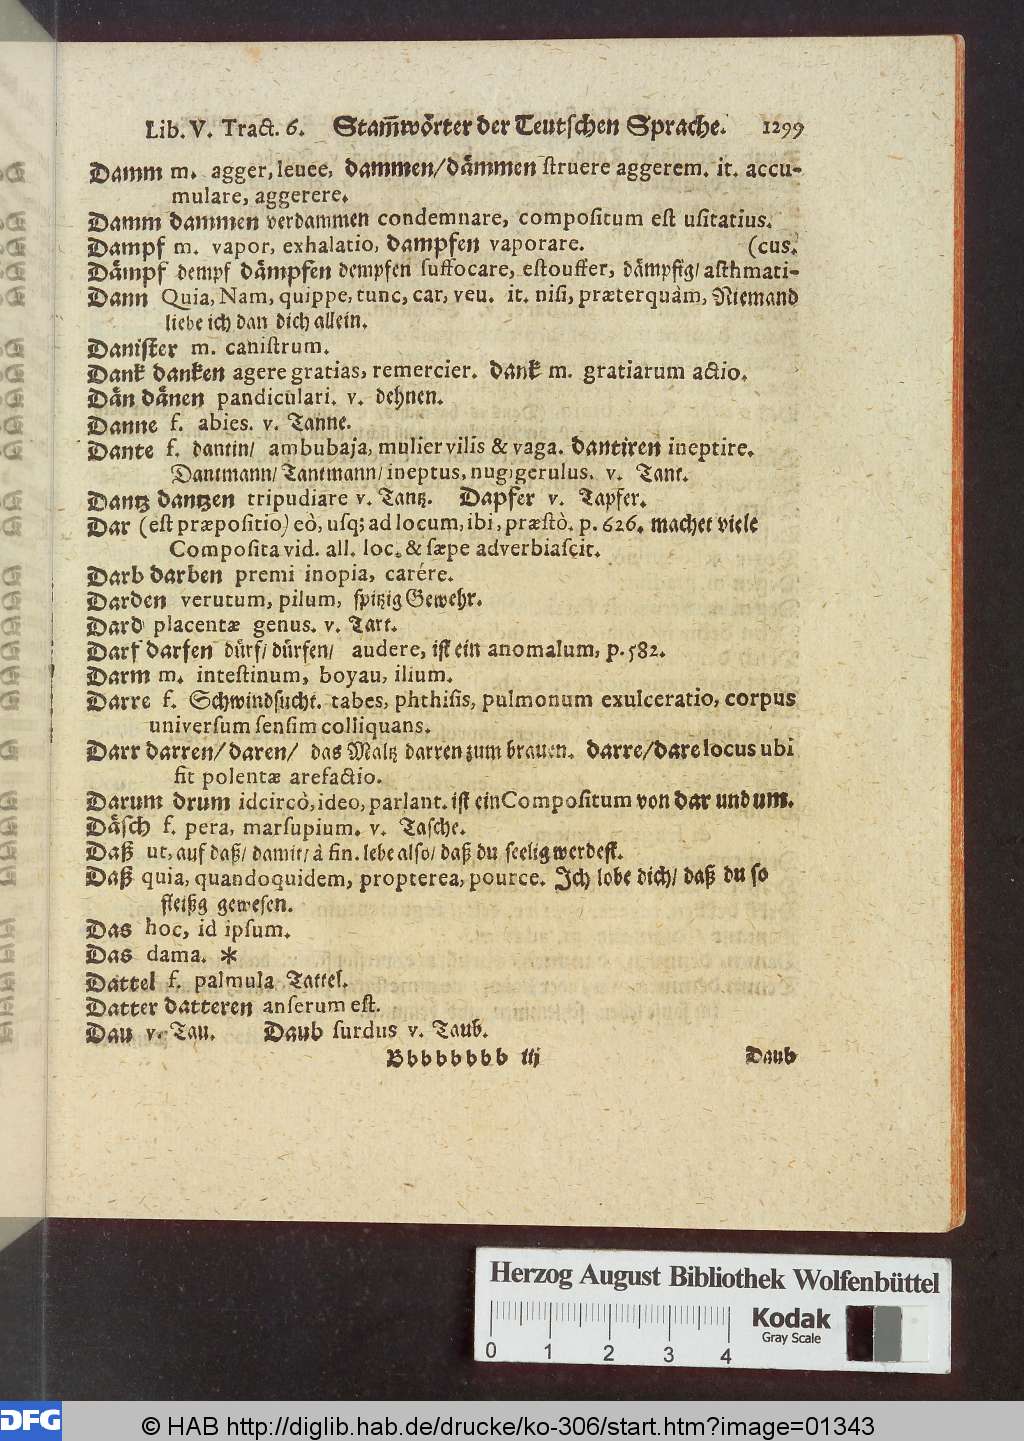 Lib. V. Tract. 6. Stam̃wörter der Teutschen Sprache. 1299
Damm m. agger, levee, dammen/dämmen ſtruere aggerem. it. accu-
mulare, aggerere.
Damm dammen verdammen condemnare, compoſitum eſt uſitatius.
Dampf m. vapor, exhalatio, dampfen vaporare. (cus.
Dämpf dempf dämpfen dempfen ſuffocare, eſtouffer, dämpfig/ aſthmati-
Dann Quia, Nam, quippe, tunc, car, veu. it. niſi, præterquàm, Niemand
liebe ich dan dich allein.
Daniſter m. caniſtrum.
Dank danken agere gratias, remercier. dank m. gratiarum actio.
Dän dänen pandiculari. v. dehnen.
Danne f. abies. v. Tanne.
Dante f. dantin/ ambubaja, mulier vilis & vaga. dantiren ineptire.
Dantmann/ Tantmann/ ineptus, nugigerulus. v. Tant.
Dantz dantzen tripudiare v. Tantz. Dapfer v. Tapfer.
Dar (eſt præpoſitio) eò, uſq; ad locum, ibi, præſtò. p. 626. machet viele
Compoſita vid. all. loc. & ſæpe adverbiaſcit.
Darb darben premi inopia, carére.
Darden verutum, pilum, ſpitzig Gewehr.
Dard placentæ genus. v. Tart.
Darf darfen dürf/ dürfen/ audere, iſt ein anomalum, p. 582.
Darm m. inteſtinum, boyau, ilium.
Darre f. Schwindſucht. tabes, phthiſis, pulmonum exulceratio, corpus
univerſum ſenſim colliquans.
Darr darren/ daren/ das Maltz darren zum brauen. darre/ dare locus ubi
fit polentæ arefactio.
Darum drum idcircò, ideo, parlant. iſt ein Compoſitum von dar und um.
Däſch f. pera, marſupium. v. Taſche.
Daß ut, auf daß/ damit/ à fin. lebe alſo/ daß du ſeelig werdeſt.
Daß quia, quandoquidem, propterea, pource. Ich lobe dich/ daß du ſo
fleißg geweſen.
Das hoc, id ipſum.
Das dama. *
Dattel f. palmula Tattel.
Datter datteren anſerum eſt.
Dau v. Tau. Daub ſurdus v. Taub.
Bbbbbbbb iij Daub
Herzog August Bibliothek Wolfenbüttel
Kodak
Gray Scale
0 1 2 3 4
DFG © HAB http://diglib.hab.de/drucke/ko-306/start.htm?image=01343